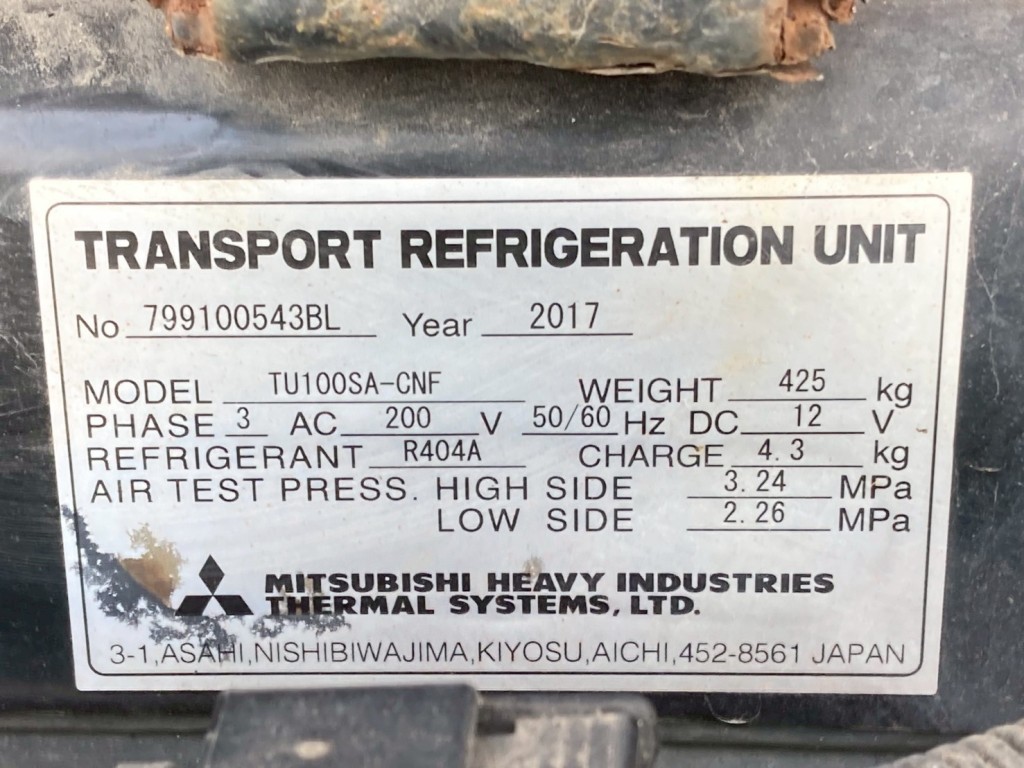 TRANSPORT REFRIGERATION UNIT
No 799100543BL Year 2017
MODEL TU100SA-CNF WEIGHT 425 kg
PHASE 3 AC 200 V 50/60 Hz DC 12 V
REFRIGERANT R404A CHARGE 4.3 kg
AIR TEST PRESS. HIGH SIDE 3.24 MPa
LOW SIDE 2.26 MPa
MITSUBISHI HEAVY INDUSTRIES
THERMAL SYSTEMS, LTD.
3-1,ASAHI,NISHIBIWAJIMA,KIYOSU,AICHI,452-8561 JAPAN